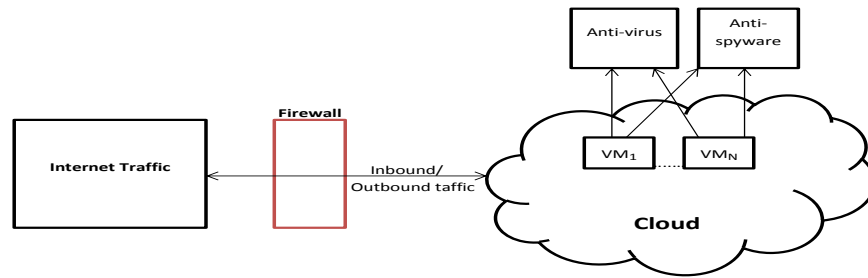 Anti-virus
Anti-
spyware
Firewall
Internet Traffic
Inbound/
Outbound taffic
VM₁
VMN
Cloud